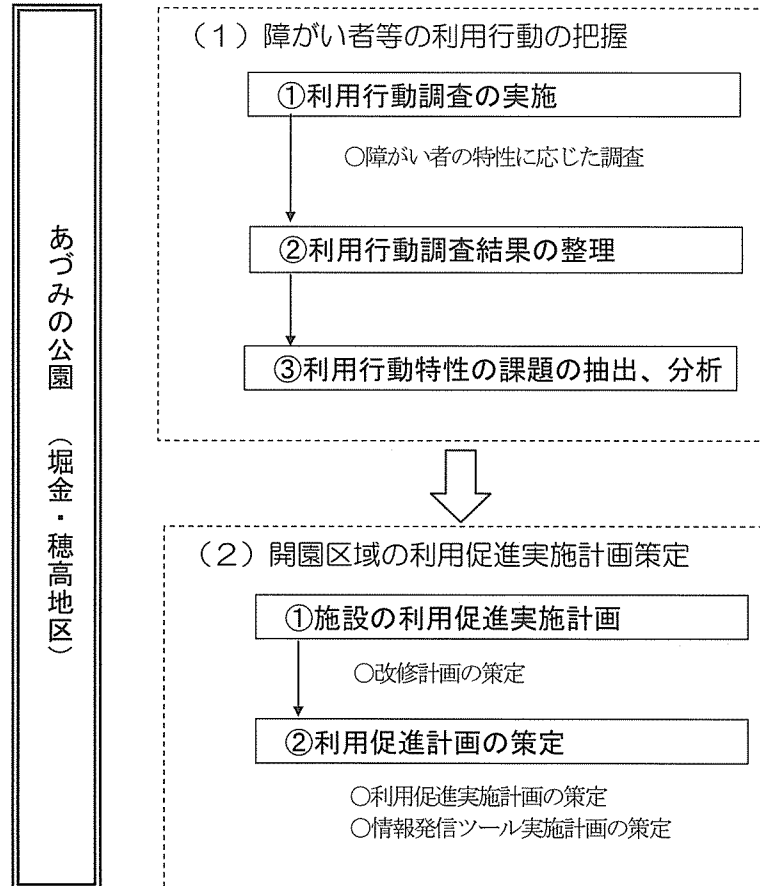 あづみの公園　（堀金・穂高地区）
（１）障がい者等の利用行動の把握
①利用行動調査の実施
○障がい者の特性に応じた調査
②利用行動調査結果の整理
③利用行動特性の課題の抽出、分析
（２）開園区域の利用促進実施計画策定
①施設の利用促進実施計画
○改修計画の策定
②利用促進計画の策定
○利用促進実施計画の策定
○情報発信ツール実施計画の策定